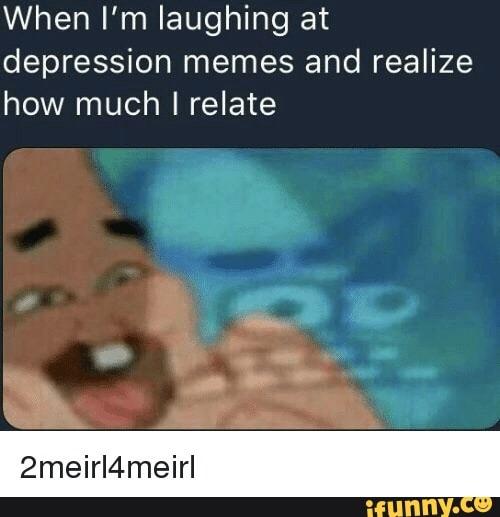 When I'm laughing at
depression memes and realize
how much I relate
2meirl4meirl
ifunny.co